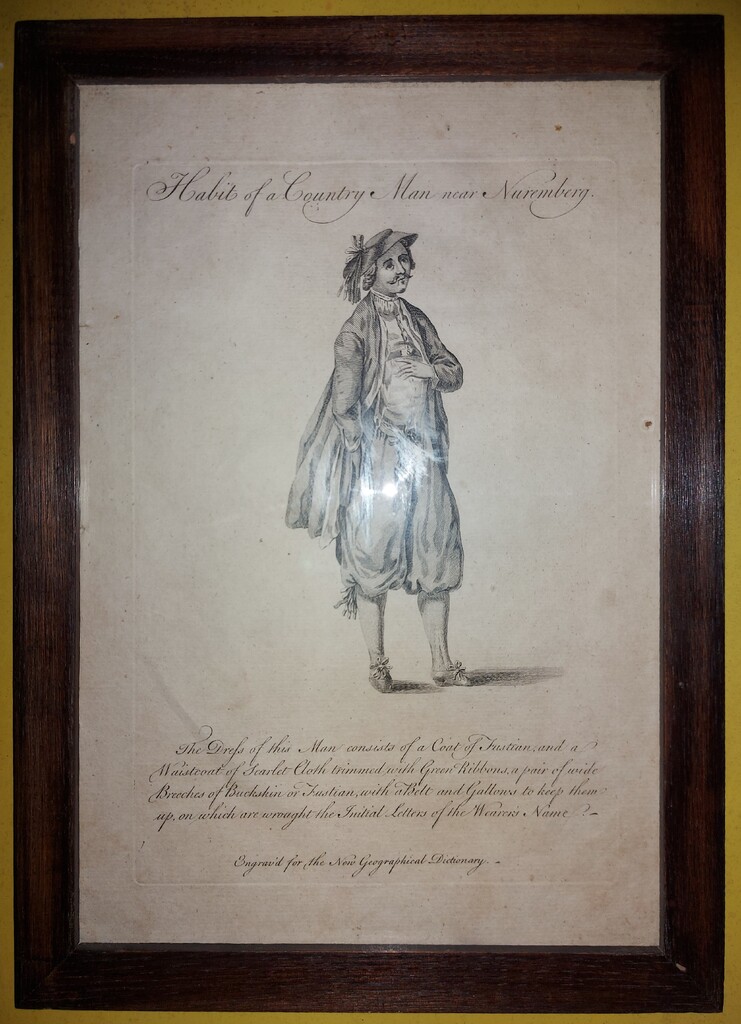 Habit of a Country Man near Nuremberg.
The Dreſs of this Man consists of a Coat of Fustian, and a
Waistcoat of Scarlet Cloth trimmed with Green Ribbons, a pair of wide
Breeches of Buckskin or Fustian, with a Belt and Gallows to keep them
up, on which are wrought the Initial Letters of the Wearer's Name
Engrav'd for the New Geographical Dictionary.